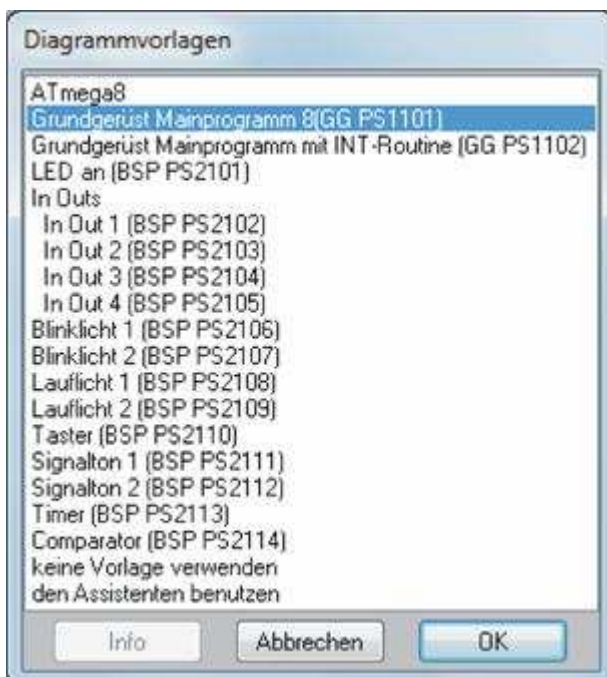 Diagrammvorlagen
ATmega8
Grundgerüst Mainprogramm 8(GG PS1101)
Grundgerüst Mainprogramm mit INT-Routine (GG PS1102)
LED an (BSP PS2101)
In Outs
In Out 1 (BSP PS2102)
In Out 2 (BSP PS2103)
In Out 3 (BSP PS2104)
In Out 4 (BSP PS2105)
Blinklicht 1 (BSP PS2106)
Blinklicht 2 (BSP PS2107)
Lauflicht 1 (BSP PS2108)
Lauflicht 2 (BSP PS2109)
Taster (BSP PS2110)
Signalton 1 (BSP PS2111)
Signalton 2 (BSP PS2112)
Timer (BSP PS2113)
Comparator (BSP PS2114)
keine Vorlage verwenden
den Assistenten benutzen
Info Abbrechen OK